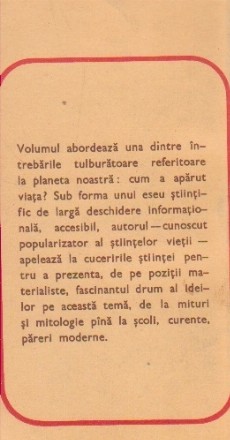 Volumul abordează una dintre în-
trebările tulburătoare referitoare
la planeta noastră: cum a apărut
viața? Sub forma unui eseu științi-
fic de largă deschidere informațio-
nală, accesibil, autorul — cunoscut
popularizator al științelor vieții —
apelează la cuceririle științei pen-
tru a prezenta, de pe poziții ma-
terialiste, fascinantul drum al idei-
lor pe această temă, de la mituri
și mitologie pînă la școli, curente,
păreri moderne.